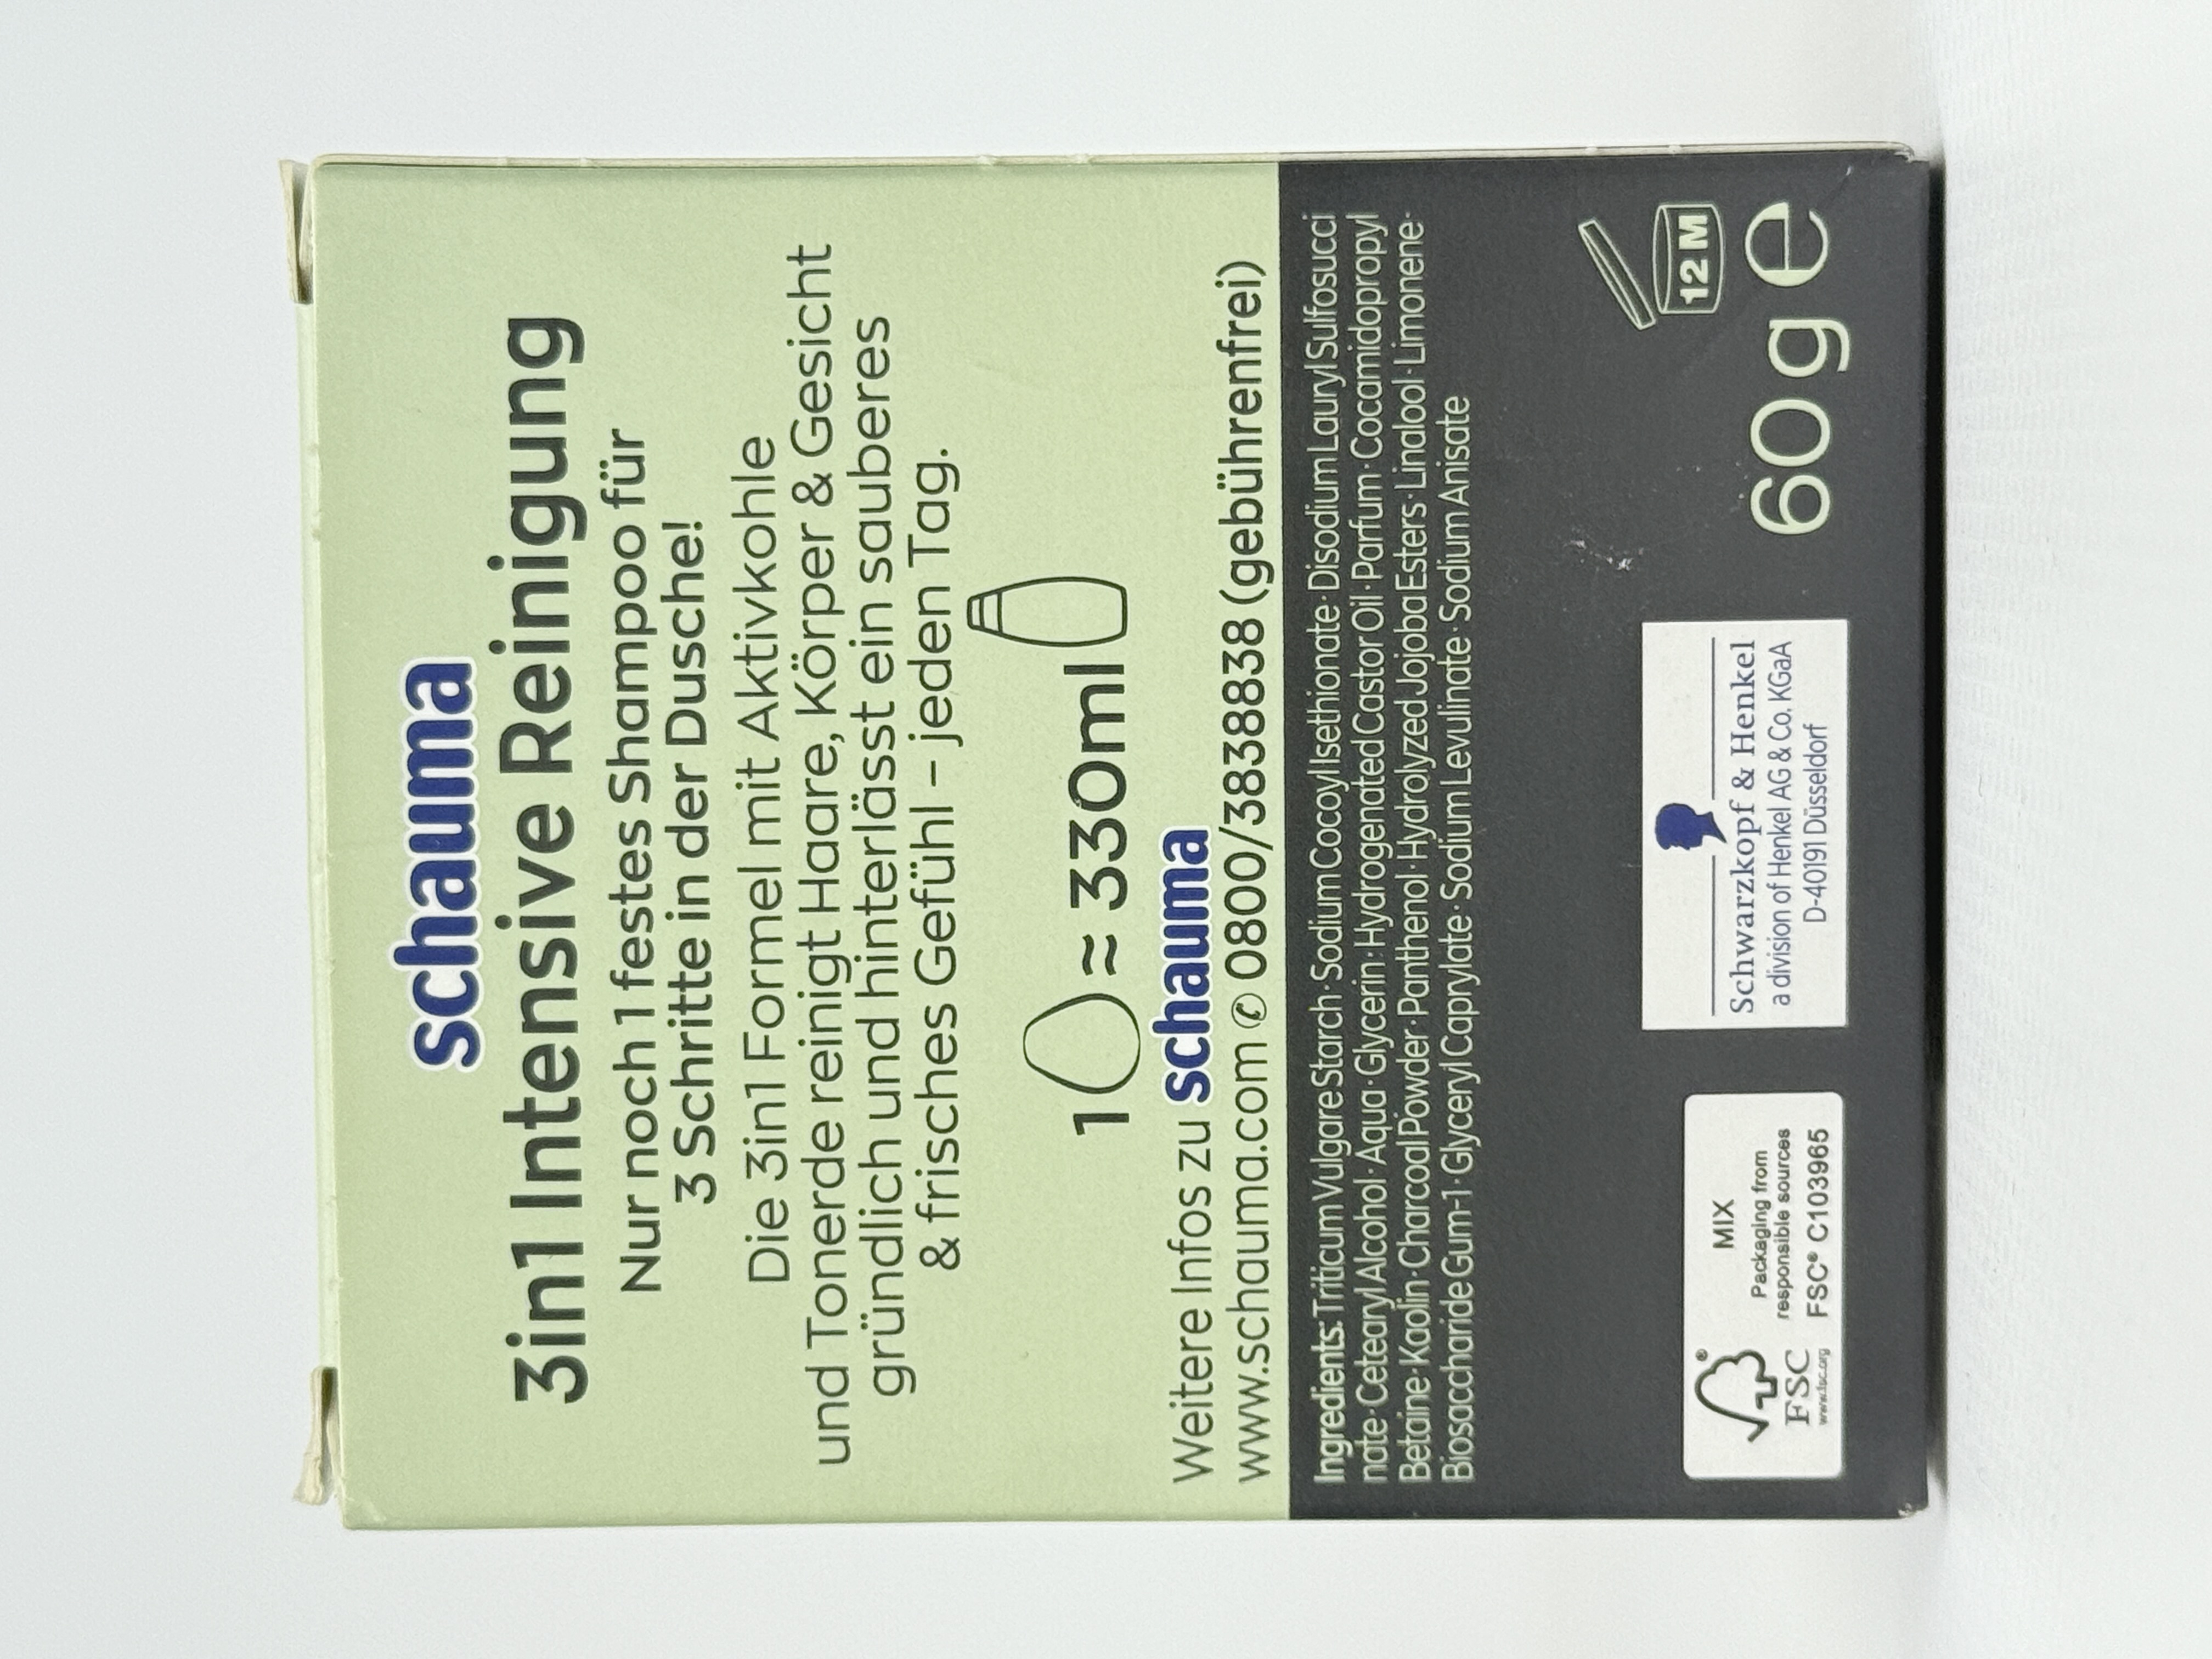 schauma
3in1 Intensive Reinigung
Nur noch 1 festes Shampoo für
3 Schritte in der Dusche!
Die 3in1 Formel mit Aktivkohle
und Tonerde reinigt Haare, Körper & Gesicht
gründlich und hinterlässt ein sauberes
& frisches Gefühl – jeden Tag.
1 ≈ 330ml
Weitere Infos zu schauma
www.schauma.com ✆ 0800/3838838 (gebührenfrei)
Ingredients: Triticum Vulgare Starch · Sodium Cocoyl Isethionate · Disodium Lauryl Sulfosucci
nate · Cetearyl Alcohol · Aqua · Glycerin · Hydrogenated Castor Oil · Parfum · Cocamidopropyl
Betaine · Kaolin · Charcoal Powder · Panthenol · Hydrolyzed Jojoba Esters · Linalool · Limonene ·
Biosaccharide Gum-1 · Glyceryl Caprylate · Sodium Levulinate · Sodium Anisate
12 M
FSC®
www.fsc.org
MIX
Packaging from
responsible sources
FSC® C103965
Schwarzkopf & Henkel
a division of Henkel AG & Co. KGaA
D-40191 Düsseldorf
60 g e